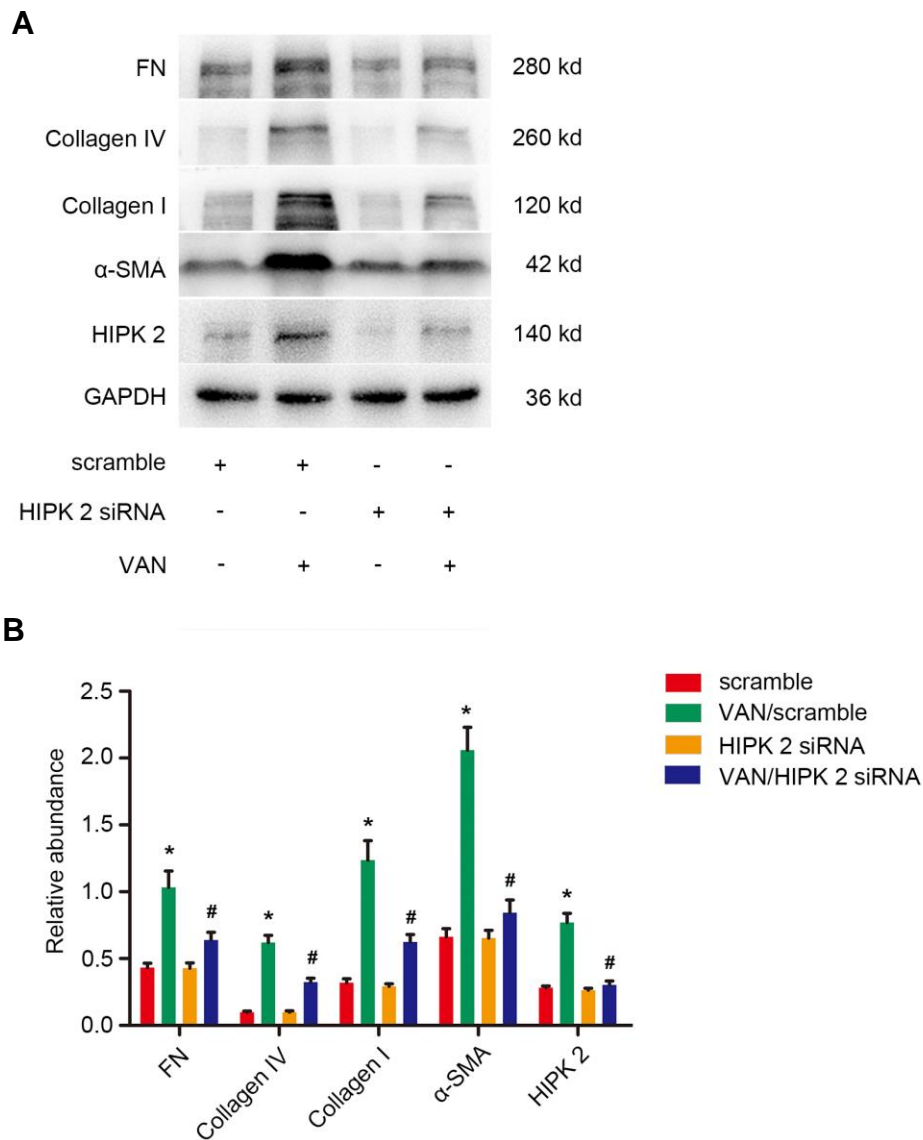 A
FN 280 kd
Collagen IV 260 kd
Collagen I 120 kd
α-SMA 42 kd
HIPK 2 140 kd
GAPDH 36 kd
scramble + + - -
HIPK 2 siRNA - - + +
VAN - + - +
B
Relative abundance
2.5
2.0
1.5
1.0
0.5
0.0
* # * # * # * # * #
FN Collagen IV Collagen I α-SMA HIPK 2
scramble
VAN/scramble
HIPK 2 siRNA
VAN/HIPK 2 siRNA